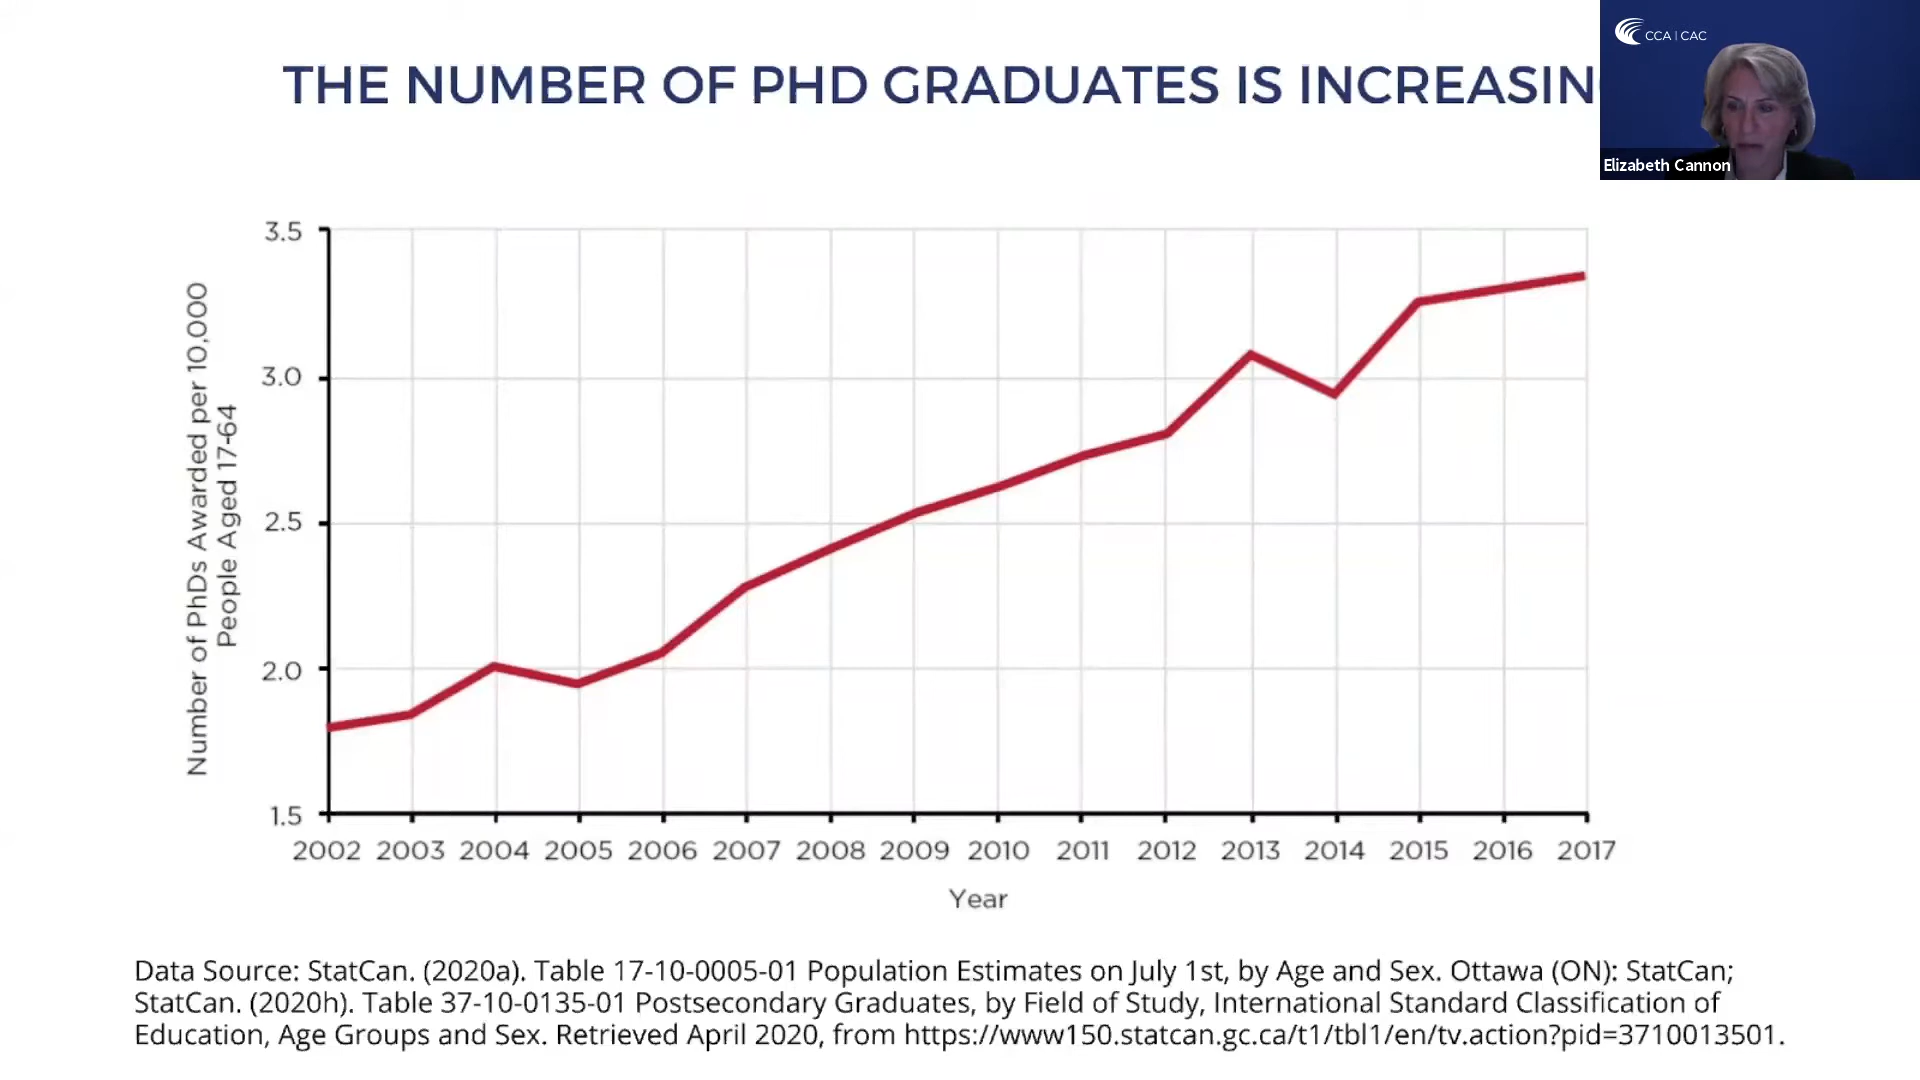 THE NUMBER OF PHD GRADUATES IS INCREASIN
CCA | CAC
Elizabeth Cannon
Number of PhDs Awarded per 10,000
People Aged 17-64
3.5
3.0
2.5
2.0
1.5
2002 2003 2004 2005 2006 2007 2008 2009 2010 2011 2012 2013 2014 2015 2016 2017
Year
Data Source: StatCan. (2020a). Table 17-10-0005-01 Population Estimates on July 1st, by Age and Sex. Ottawa (ON): StatCan;
StatCan. (2020h). Table 37-10-0135-01 Postsecondary Graduates, by Field of Study, International Standard Classification of
Education, Age Groups and Sex. Retrieved April 2020, from https://www150.statcan.gc.ca/t1/tbl1/en/tv.action?pid=3710013501.